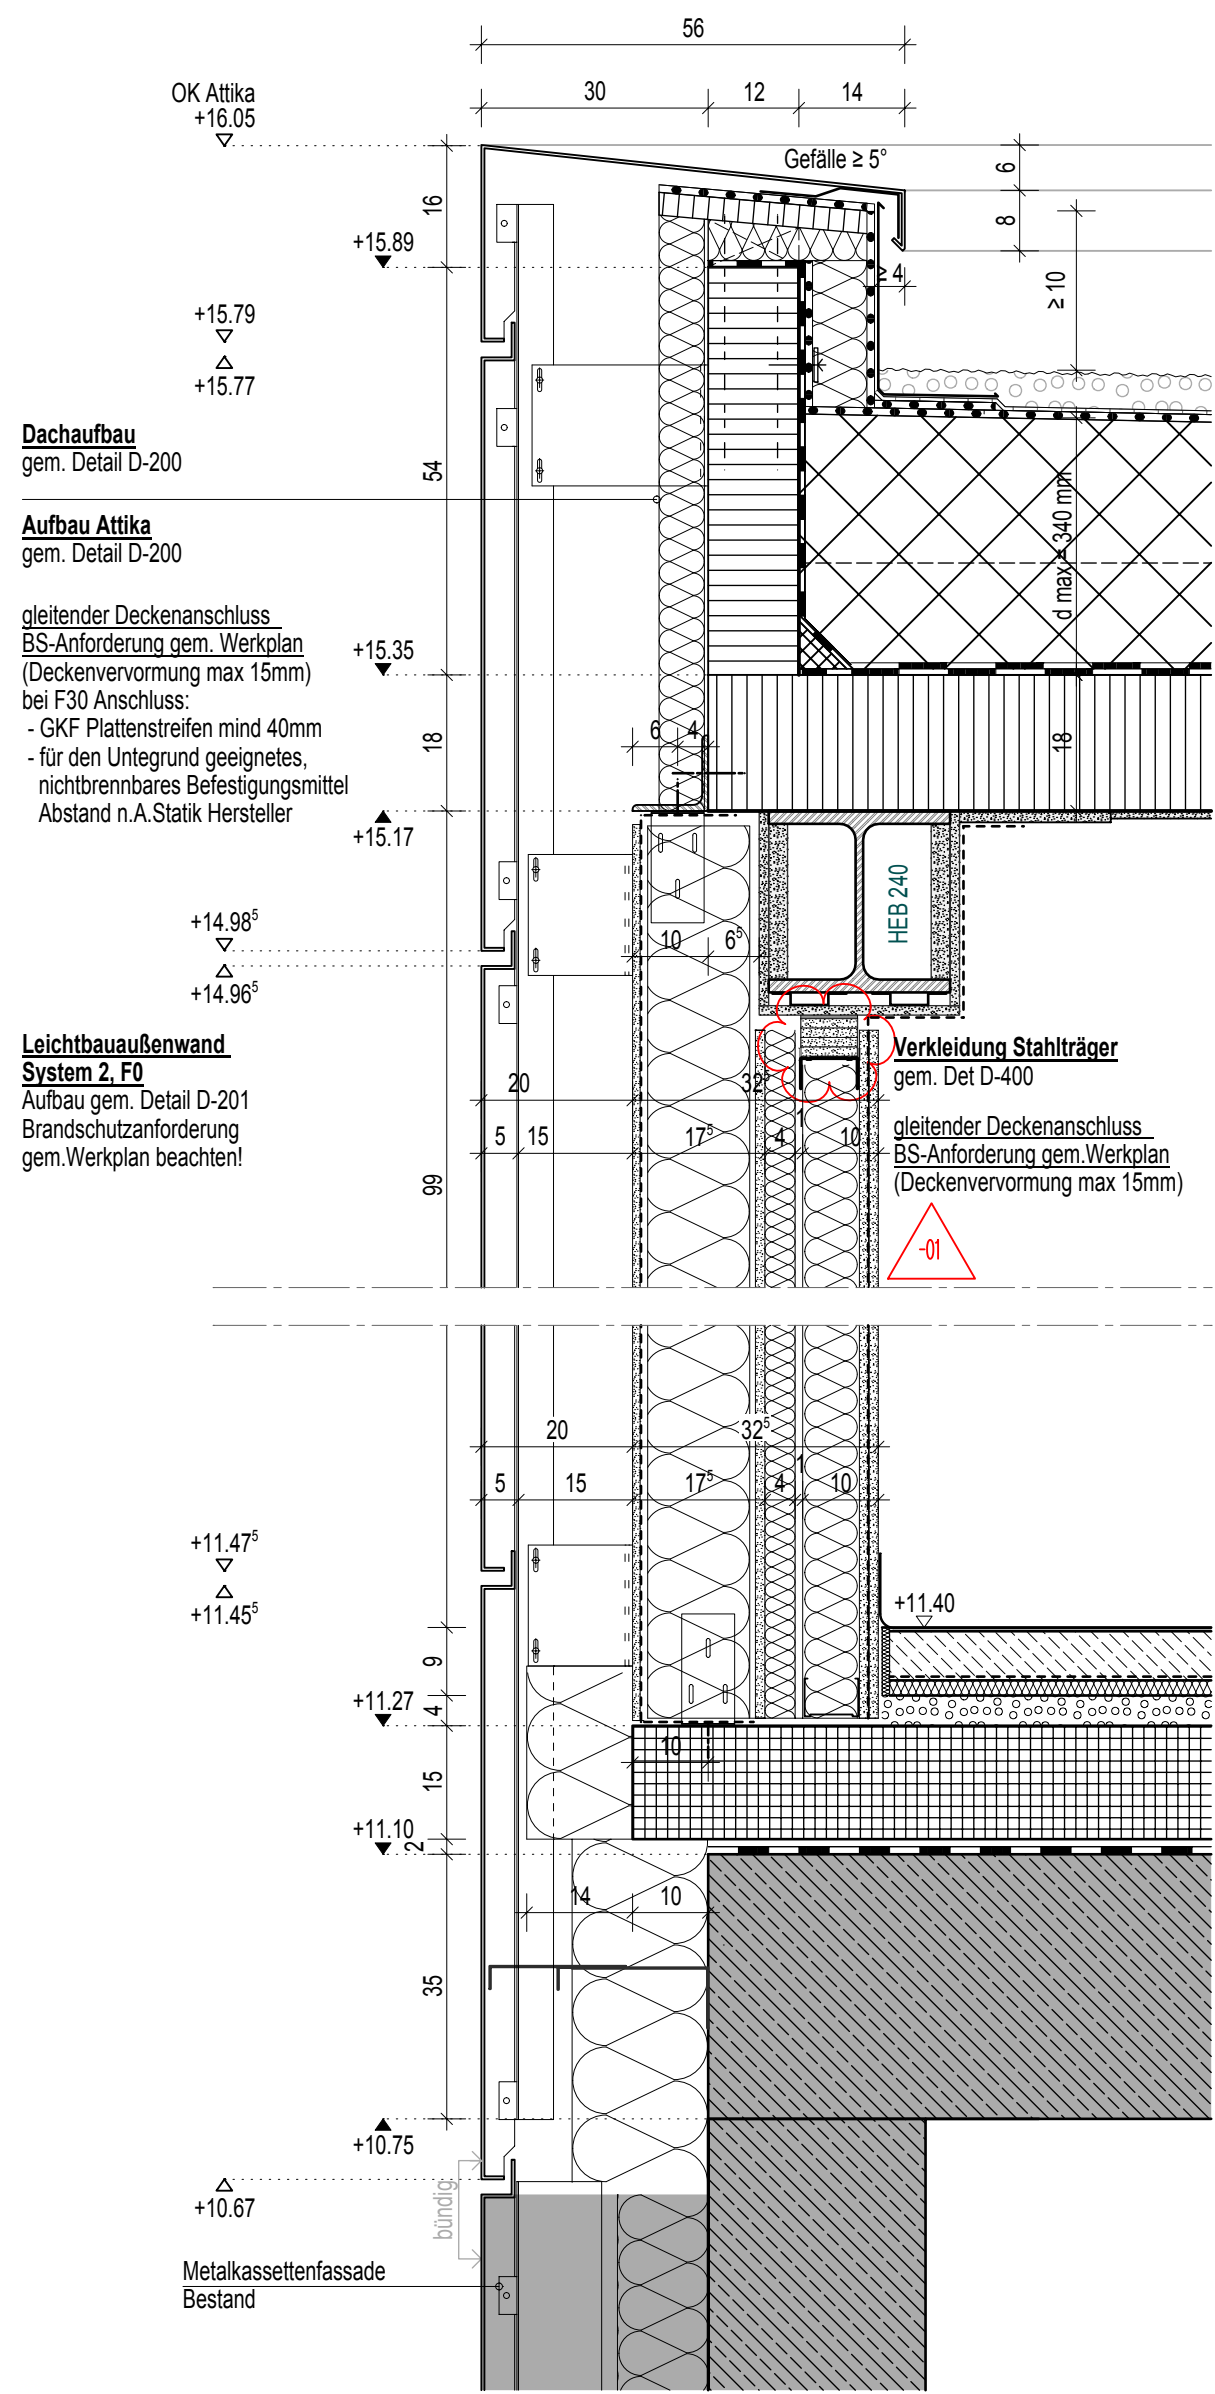 56
30
12
14
OK Attika
+16.05
Gefälle ≥ 5°
6
16
8
+15.89
≥ 4
≥ 10
+15.79
+15.77
Dachaufbau
gem. Detail D-200
54
Aufbau Attika
gem. Detail D-200
d max = 340 mm
gleitender Deckenanschluss
BS-Anforderung gem. Werkplan
(Deckenvervormung max 15mm)
bei F30 Anschluss:
- GKF Plattenstreifen mind 40mm
- für den Untegrund geeignetes,
nichtbrennbares Befestigungsmittel
Abstand n.A.Statik Hersteller
+15.35
6
4
18
18
+15.17
HEB 240
+14.98⁵
10
6⁵
+14.96⁵
Leichtbauaußenwand
System 2, F0
Aufbau gem. Detail D-201
Brandschutzanforderung
gem.Werkplan beachten!
Verkleidung Stahlträger
gem. Det D-400
20
32⁵
1
5
15
17⁵
4
10
gleitender Deckenanschluss
BS-Anforderung gem.Werkplan
(Deckenvervormung max 15mm)
99
-01
20
32⁵
1
5
15
17⁵
4
10
+11.47⁵
+11.45⁵
+11.40
9
+11.27
4
10
15
+11.10
2
14
10
35
+10.75
+10.67
bündig
Metalkassettenfassade
Bestand